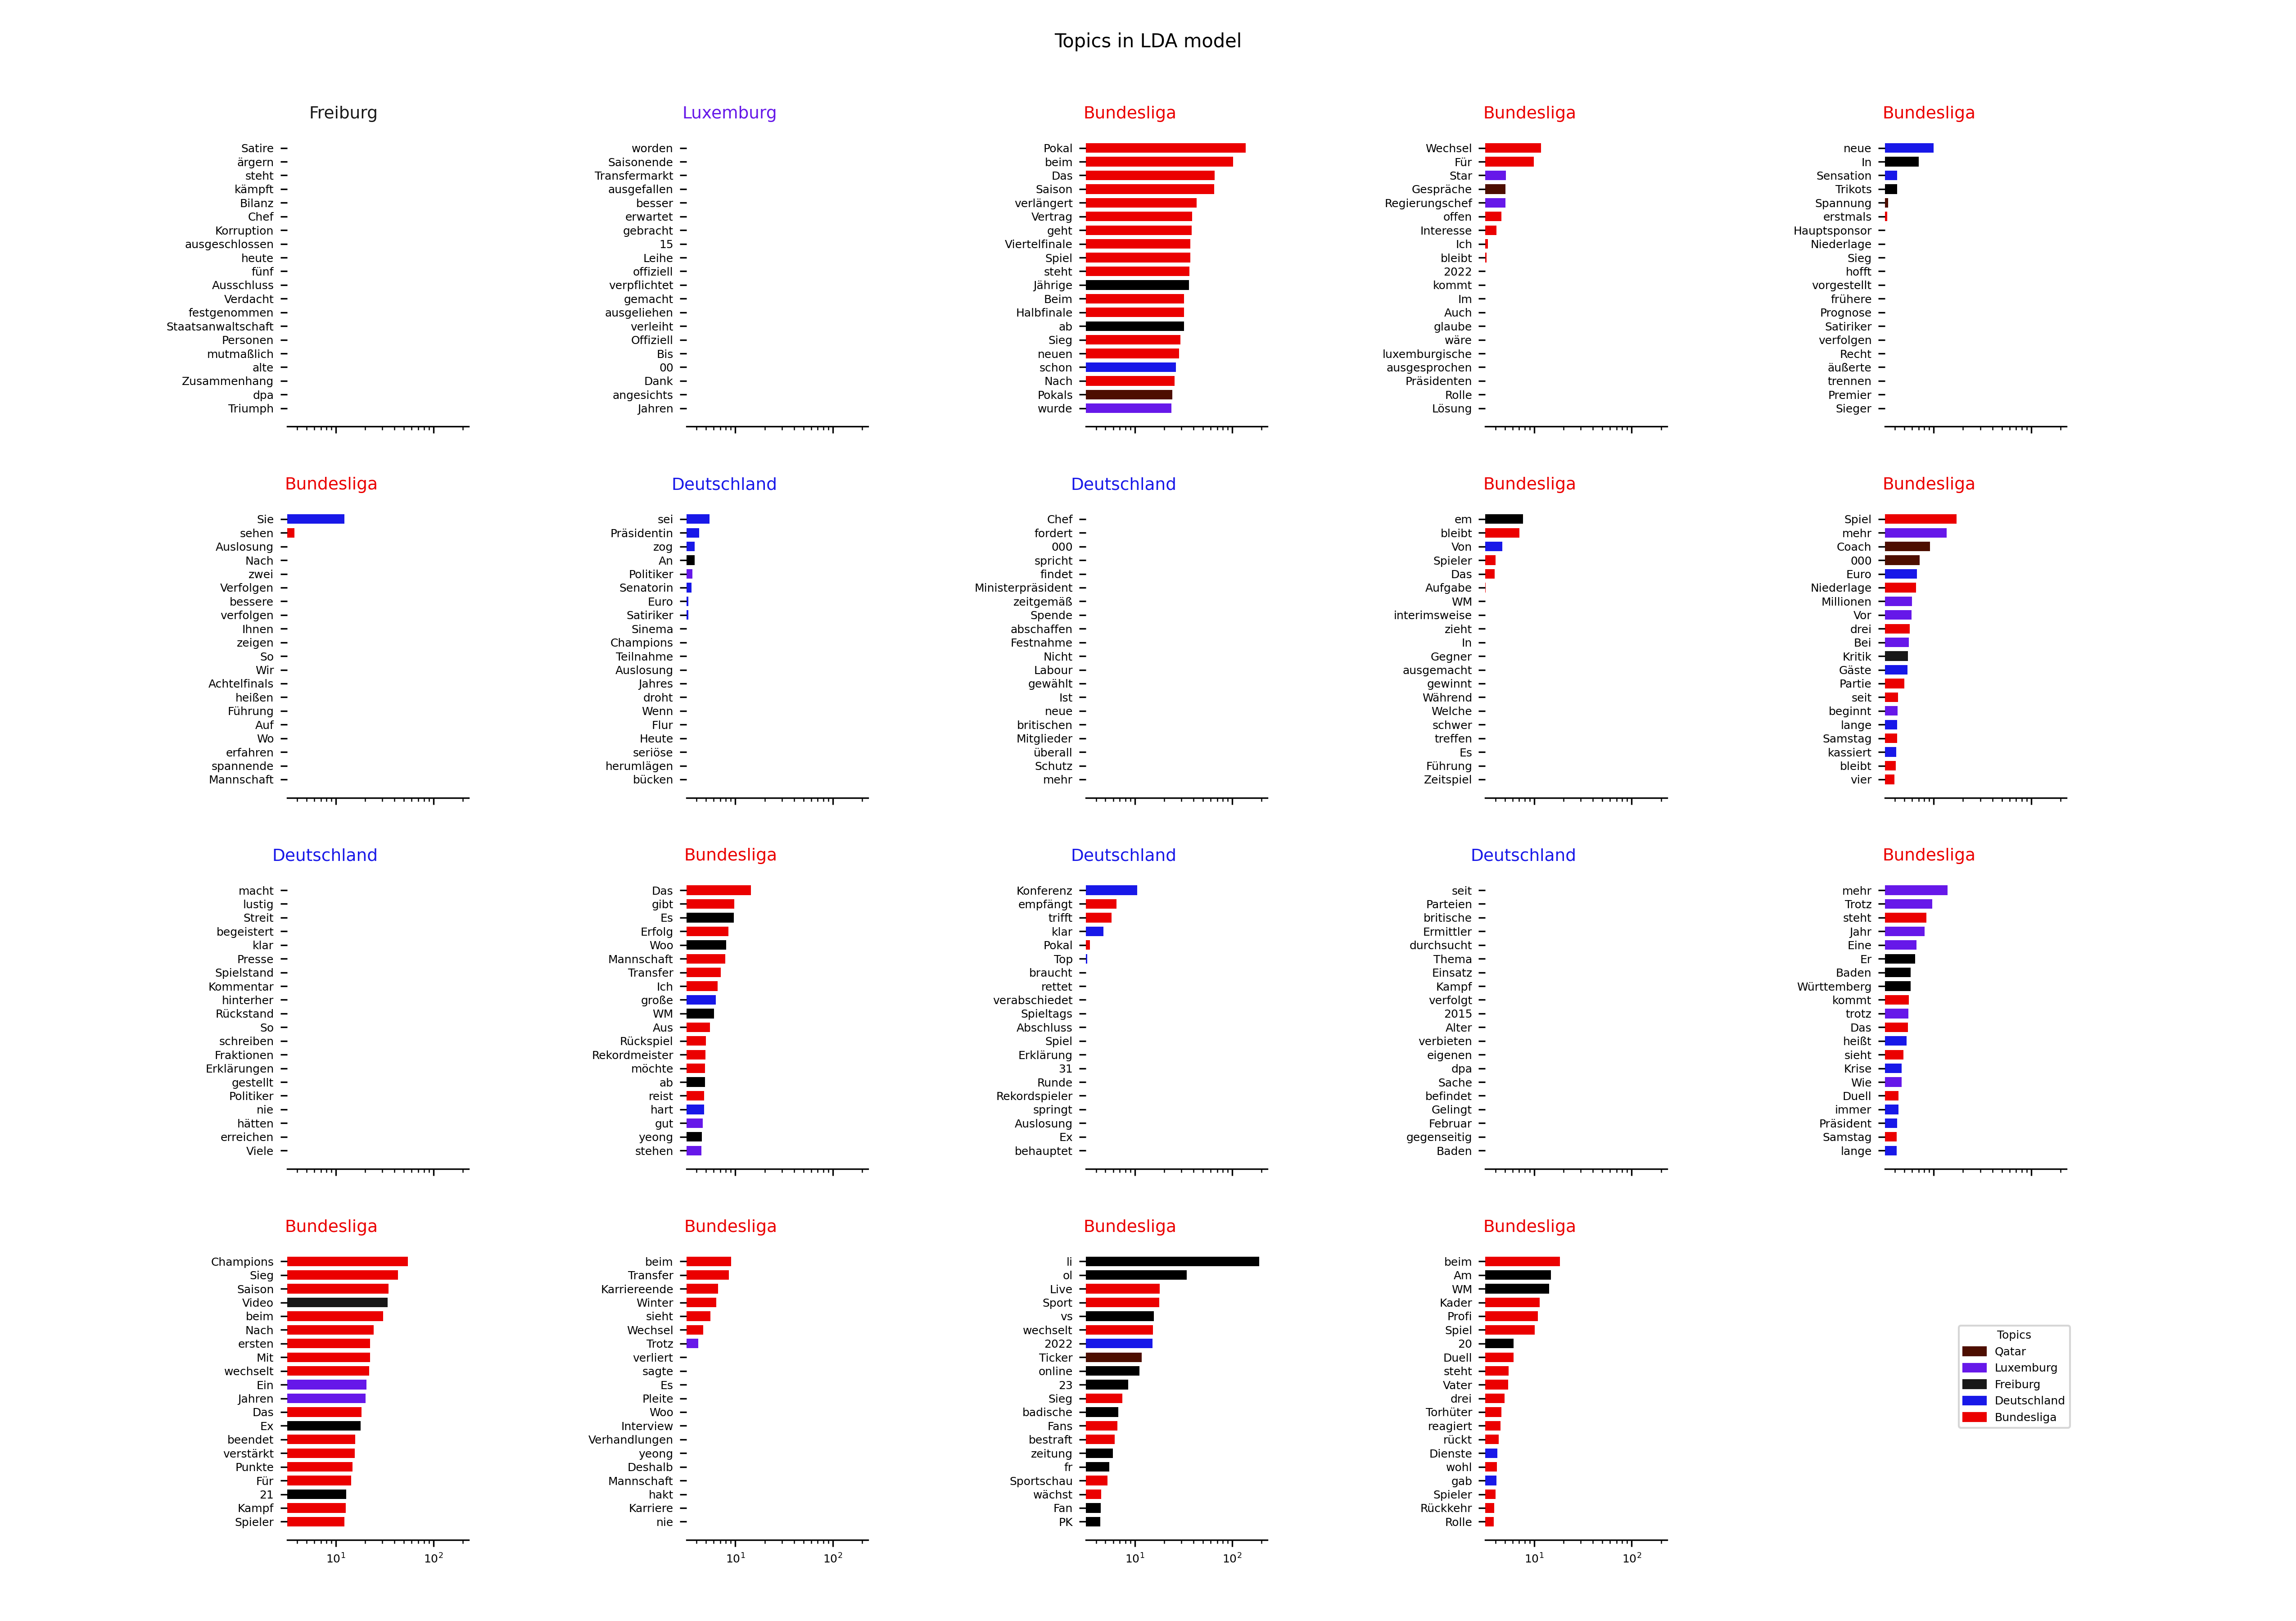 Topics in LDA model
Freiburg
Satire
ärgern
steht
kämpft
Bilanz
Chef
Korruption
ausgeschlossen
heute
fünf
Ausschluss
Verdacht
festgenommen
Staatsanwaltschaft
Personen
mutmaßlich
alte
Zusammenhang
dpa
Triumph
Luxemburg
worden
Saisonende
Transfermarkt
ausgefallen
besser
erwartet
gebracht
15
Leihe
offiziell
verpflichtet
gemacht
ausgeliehen
verleiht
Offiziell
Bis
00
Dank
angesichts
Jahren
Bundesliga
Pokal
beim
Das
Saison
verlängert
Vertrag
geht
Viertelfinale
Spiel
steht
Jährige
Beim
Halbfinale
ab
Sieg
neuen
schon
Nach
Pokals
wurde
Bundesliga
Wechsel
Für
Star
Gespräche
Regierungschef
offen
Interesse
Ich
bleibt
2022
kommt
Im
Auch
glaube
wäre
luxemburgische
ausgesprochen
Präsidenten
Rolle
Lösung
Bundesliga
neue
In
Sensation
Trikots
Spannung
erstmals
Hauptsponsor
Niederlage
Sieg
hofft
vorgestellt
frühere
Prognose
Satiriker
verfolgen
Recht
äußerte
trennen
Premier
Sieger
Bundesliga
Sie
sehen
Auslosung
Nach
zwei
Verfolgen
bessere
verfolgen
Ihnen
zeigen
So
Wir
Achtelfinals
heißen
Führung
Auf
Wo
erfahren
spannende
Mannschaft
Deutschland
sei
Präsidentin
zog
An
Politiker
Senatorin
Euro
Satiriker
Sinema
Champions
Teilnahme
Auslosung
Jahres
droht
Wenn
Flur
Heute
seriöse
herumlägen
bücken
Deutschland
Chef
fordert
000
spricht
findet
Ministerpräsident
zeitgemäß
Spende
abschaffen
Festnahme
Nicht
Labour
gewählt
Ist
neue
britischen
Mitglieder
überall
Schutz
mehr
Bundesliga
em
bleibt
Von
Spieler
Das
Aufgabe
WM
interimsweise
zieht
In
Gegner
ausgemacht
gewinnt
Während
Welche
schwer
treffen
Es
Führung
Zeitspiel
Bundesliga
Spiel
mehr
Coach
000
Euro
Niederlage
Millionen
Vor
drei
Bei
Kritik
Gäste
Partie
seit
beginnt
lange
Samstag
kassiert
bleibt
vier
Deutschland
macht
lustig
Streit
begeistert
klar
Presse
Spielstand
Kommentar
hinterher
Rückstand
So
schreiben
Fraktionen
Erklärungen
gestellt
Politiker
nie
hätten
erreichen
Viele
Bundesliga
Das
gibt
Es
Erfolg
Woo
Mannschaft
Transfer
Ich
große
WM
Aus
Rückspiel
Rekordmeister
möchte
ab
reist
hart
gut
yeong
stehen
Deutschland
Konferenz
empfängt
trifft
klar
Pokal
Top
braucht
rettet
verabschiedet
Spieltags
Abschluss
Spiel
Erklärung
31
Runde
Rekordspieler
springt
Auslosung
Ex
behauptet
Deutschland
seit
Parteien
britische
Ermittler
durchsucht
Thema
Einsatz
Kampf
verfolgt
2015
Alter
verbieten
eigenen
dpa
Sache
befindet
Gelingt
Februar
gegenseitig
Baden
Bundesliga
mehr
Trotz
steht
Jahr
Eine
Er
Baden
Württemberg
kommt
trotz
Das
heißt
sieht
Krise
Wie
Duell
immer
Präsident
Samstag
lange
Bundesliga
Champions
Sieg
Saison
Video
beim
Nach
ersten
Mit
wechselt
Ein
Jahren
Das
Ex
beendet
verstärkt
Punkte
Für
21
Kampf
Spieler
10¹ 10²
Bundesliga
beim
Transfer
Karriereende
Winter
sieht
Wechsel
Trotz
verliert
sagte
Es
Pleite
Woo
Interview
Verhandlungen
yeong
Deshalb
Mannschaft
hakt
Karriere
nie
10¹ 10²
Bundesliga
li
ol
Live
Sport
vs
wechselt
2022
Ticker
online
23
Sieg
badische
Fans
bestraft
zeitung
fr
Sportschau
wächst
Fan
PK
10¹ 10²
Bundesliga
beim
Am
WM
Kader
Profi
Spiel
20
Duell
steht
Vater
drei
Torhüter
reagiert
rückt
Dienste
wohl
gab
Spieler
Rückkehr
Rolle
10¹ 10²
Topics
Qatar
Luxemburg
Freiburg
Deutschland
Bundesliga